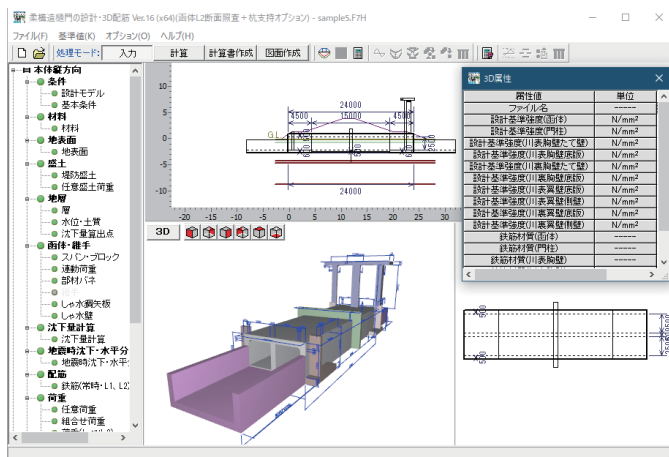 柔構造樋門の設計・3D配筋 Ver.16 (x64)(函体L2断面照査+杭支持オプション) - sample5.F7H
ファイル(F) 基準値(K) オプション(O) ヘルプ(H)
処理モード: 入力 計算 計算書作成 図面作成
本体縦方向
条件
設計モデル
基本条件
材料
材料
地表面
地表面
盛土
堤防盛土
任意盛土荷重
地層
層
水位・土質
沈下量算出点
函体・継手
スパン・ブロック
連動荷重
部材バネ
しゃ水鋼矢板
しゃ水壁
沈下量計算
沈下量計算
地震時沈下・水平分
地震時沈下・水平:
配筋
鉄筋(常時・L1、L2)
荷重
任意荷重
組合せ荷重
10
5
0
-5
-10
24000
4500 15000 4500
G.L
2500
24000
-20 -15 -10 -5 0 5 10 15 20 25 30
3D
3D属性
属性値 単位
ファイル名 -----
設計基準強度(函体) N/mm²
設計基準強度(門柱) N/mm²
設計基準強度(川表胸壁たて壁) N/mm²
設計基準強度(川表胸壁底版) N/mm²
設計基準強度(川裏胸壁たて壁) N/mm²
設計基準強度(川裏胸壁底版) N/mm²
設計基準強度(川表翼壁底版) N/mm²
設計基準強度(川表翼壁側壁) N/mm²
設計基準強度(川裏翼壁底版) N/mm²
設計基準強度(川裏翼壁側壁) N/mm²
鉄筋材質(函体) -----
鉄筋材質(門柱) -----
鉄筋材質(川表胸壁) -----
500
500